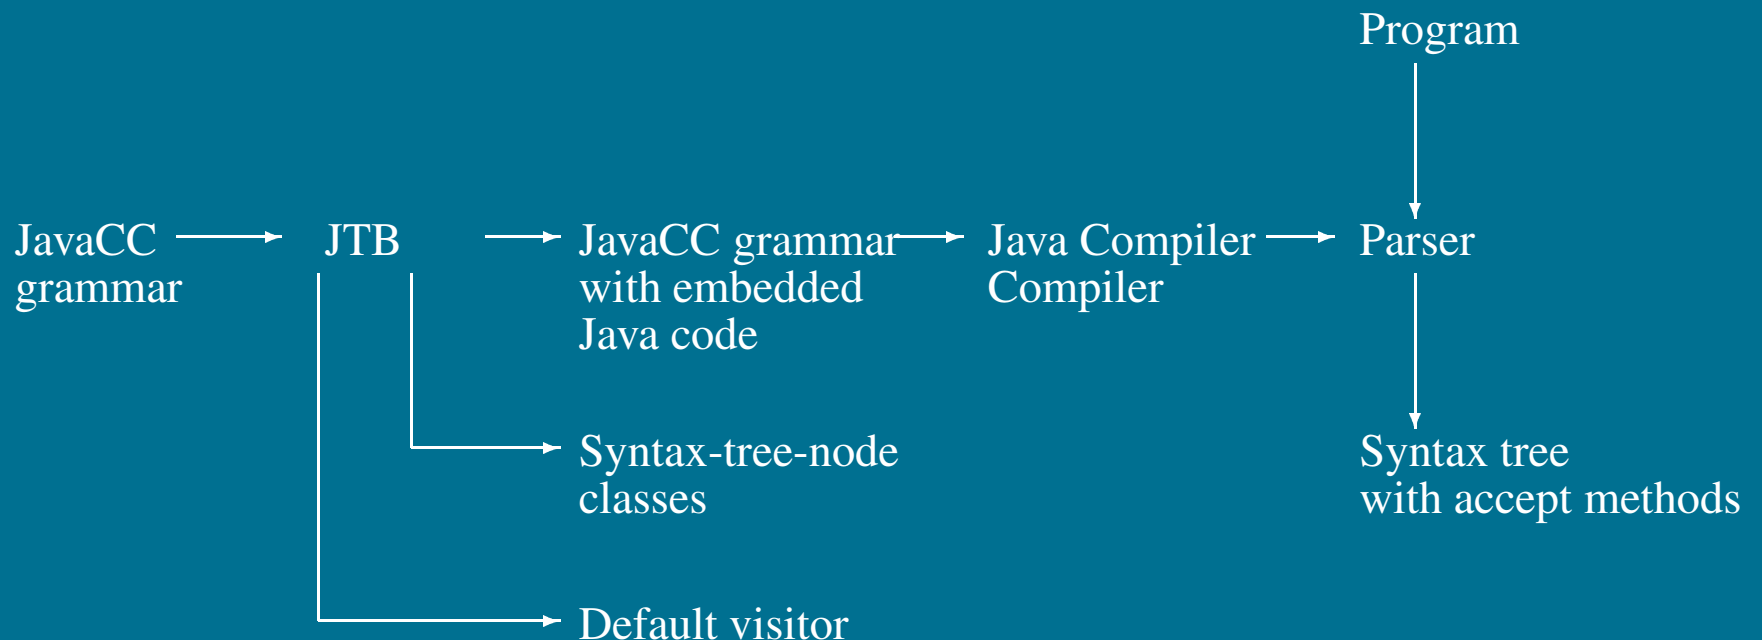 Program
JavaCC
grammar
JTB
JavaCC grammar
with embedded
Java code
Java Compiler
Compiler
Parser
Syntax-tree-node
classes
Syntax tree
with accept methods
Default visitor